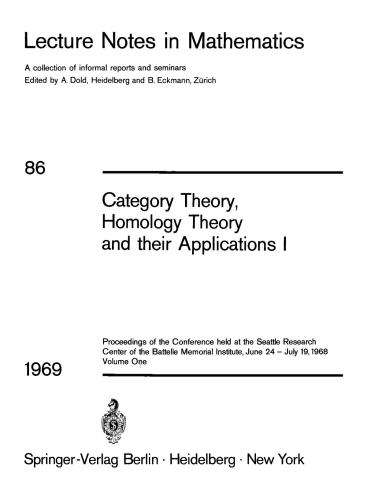 Lecture Notes in Mathematics
A collection of informal reports and seminars
Edited by A. Dold, Heidelberg and B. Eckmann, Zürich
86
Category Theory,
Homology Theory
and their Applications I
Proceedings of the Conference held at the Seattle Research
Center of the Battelle Memorial Institute, June 24 – July 19, 1968
Volume One
1969
Springer-Verlag Berlin · Heidelberg · New York